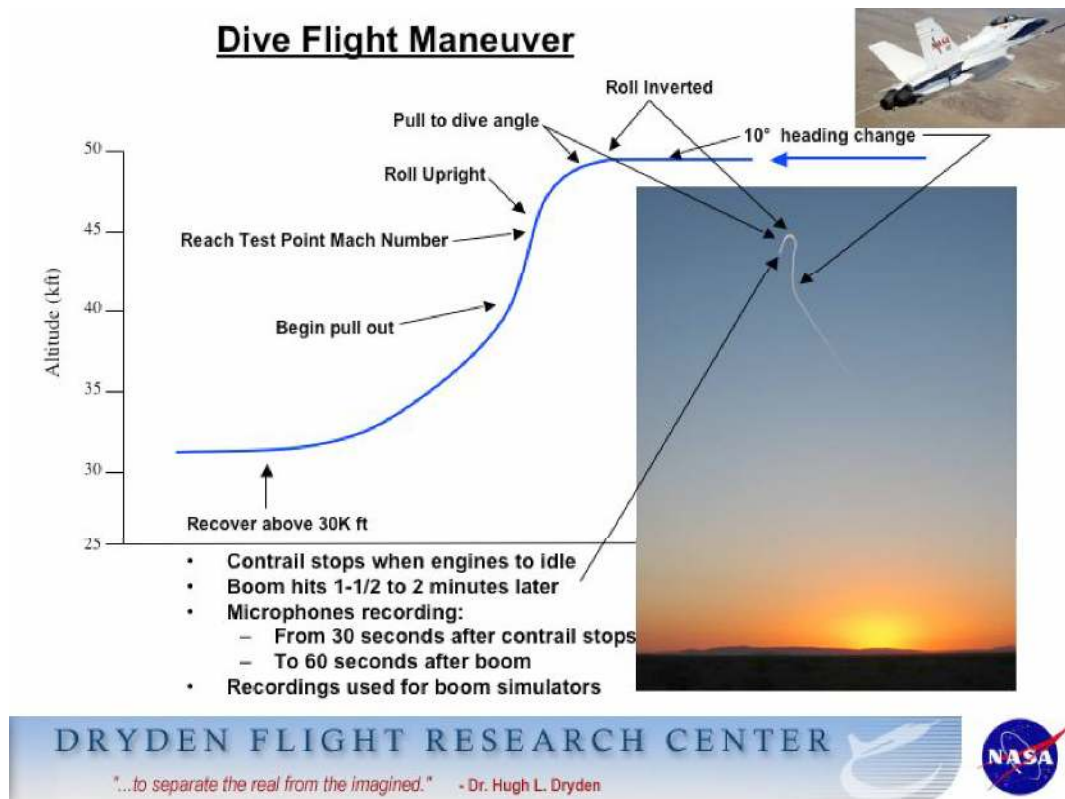 Dive Flight Maneuver
Roll Inverted
Pull to dive angle
10° heading change
50
Roll Upright
45
Reach Test Point Mach Number
Altitude (kft)
40
Begin pull out
35
30
Recover above 30K ft
25
• Contrail stops when engines to idle
• Boom hits 1-1/2 to 2 minutes later
• Microphones recording:
– From 30 seconds after contrail stops
– To 60 seconds after boom
• Recordings used for boom simulators
DRYDEN FLIGHT RESEARCH CENTER
"...to separate the real from the imagined." - Dr. Hugh L. Dryden
NASA